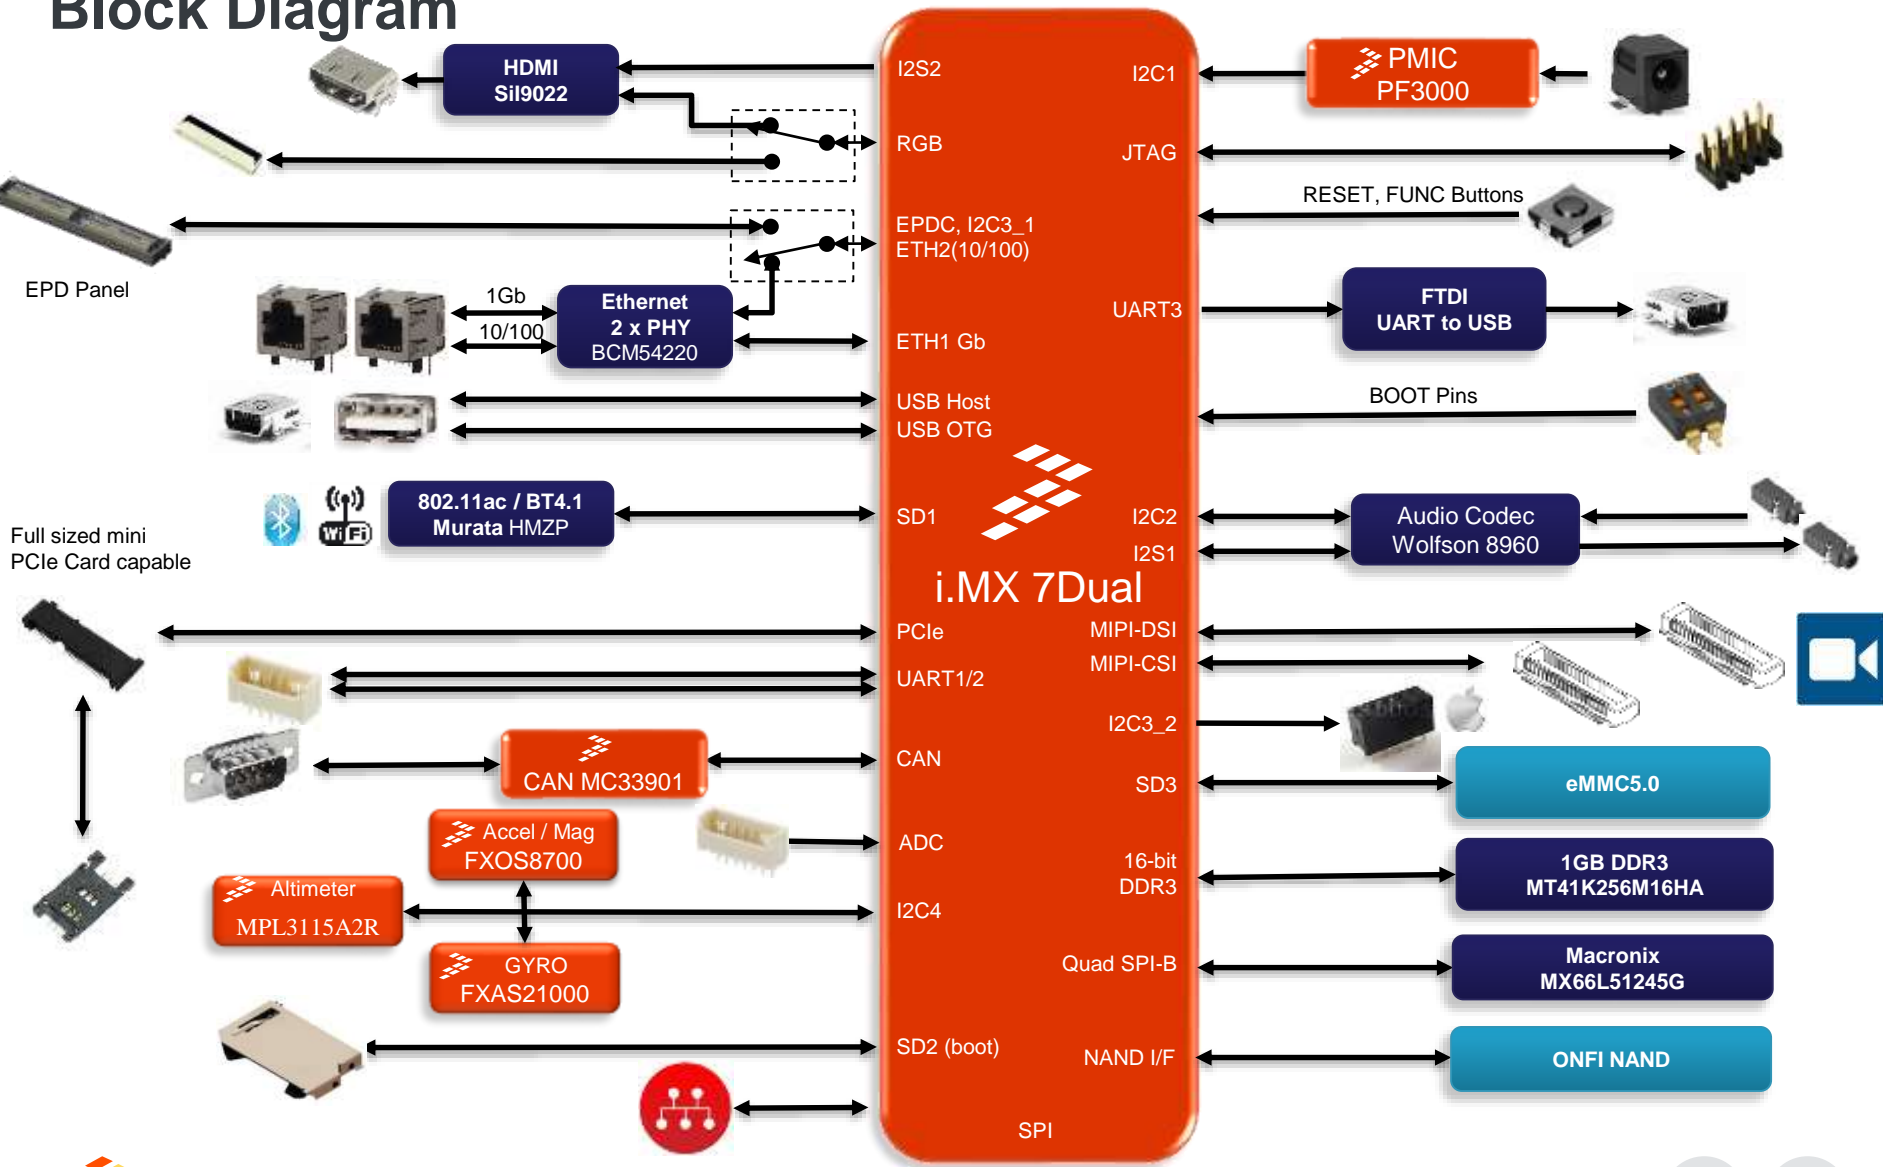 Block Diagram
HDMI
SiI9022
I2S2
RGB
EPDC, I2C3_1
ETH2(10/100)
EPD Panel
1Gb
10/100
Ethernet
2 x PHY
BCM54220
ETH1 Gb
USB Host
USB OTG
802.11ac / BT4.1
Murata HMZP
WiFi
SD1
Full sized mini
PCIe Card capable
PCIe
UART1/2
CAN MC33901
CAN
Accel / Mag
FXOS8700
ADC
Altimeter
MPL3115A2R
I2C4
GYRO
FXAS21000
SD2 (boot)
SPI
i.MX 7Dual
I2C1
PMIC
PF3000
JTAG
RESET, FUNC Buttons
UART3
FTDI
UART to USB
BOOT Pins
I2C2
I2S1
Audio Codec
Wolfson 8960
MIPI-DSI
MIPI-CSI
I2C3_2
SD3
eMMC5.0
16-bit
DDR3
1GB DDR3
MT41K256M16HA
Quad SPI-B
Macronix
MX66L51245G
NAND I/F
ONFI NAND